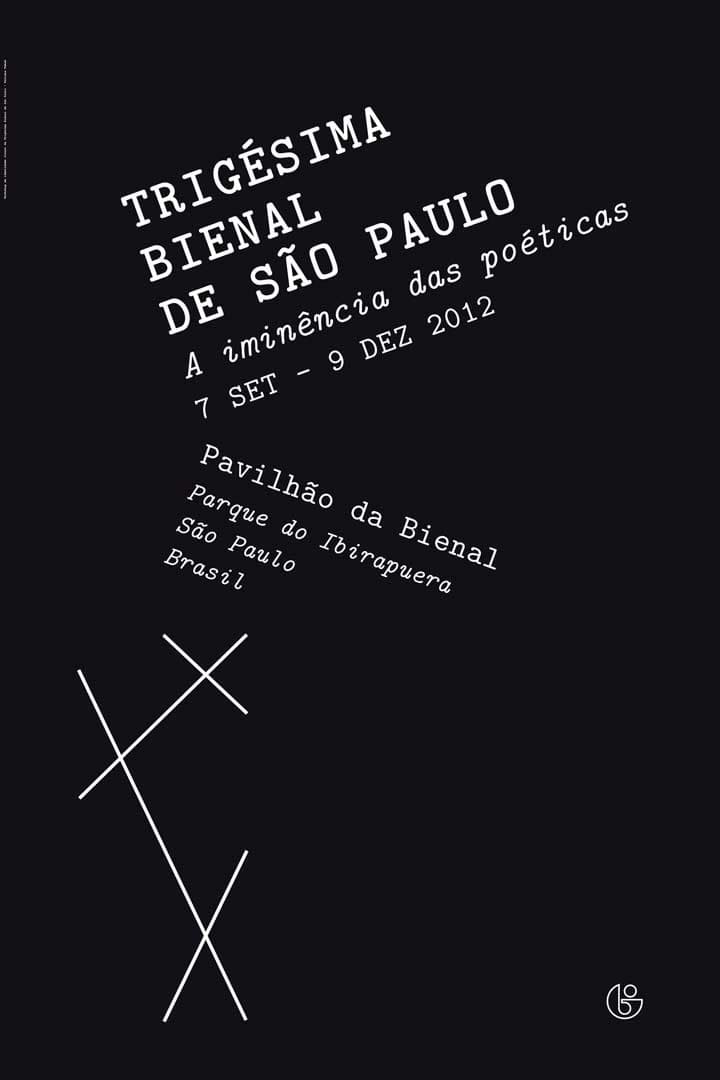 TRIGÉSIMA
BIENAL
DE SÃO PAULO
A iminência das poéticas
7 SET – 9 DEZ 2012
Pavilhão da Bienal
Parque do Ibirapuera
São Paulo
Brasil